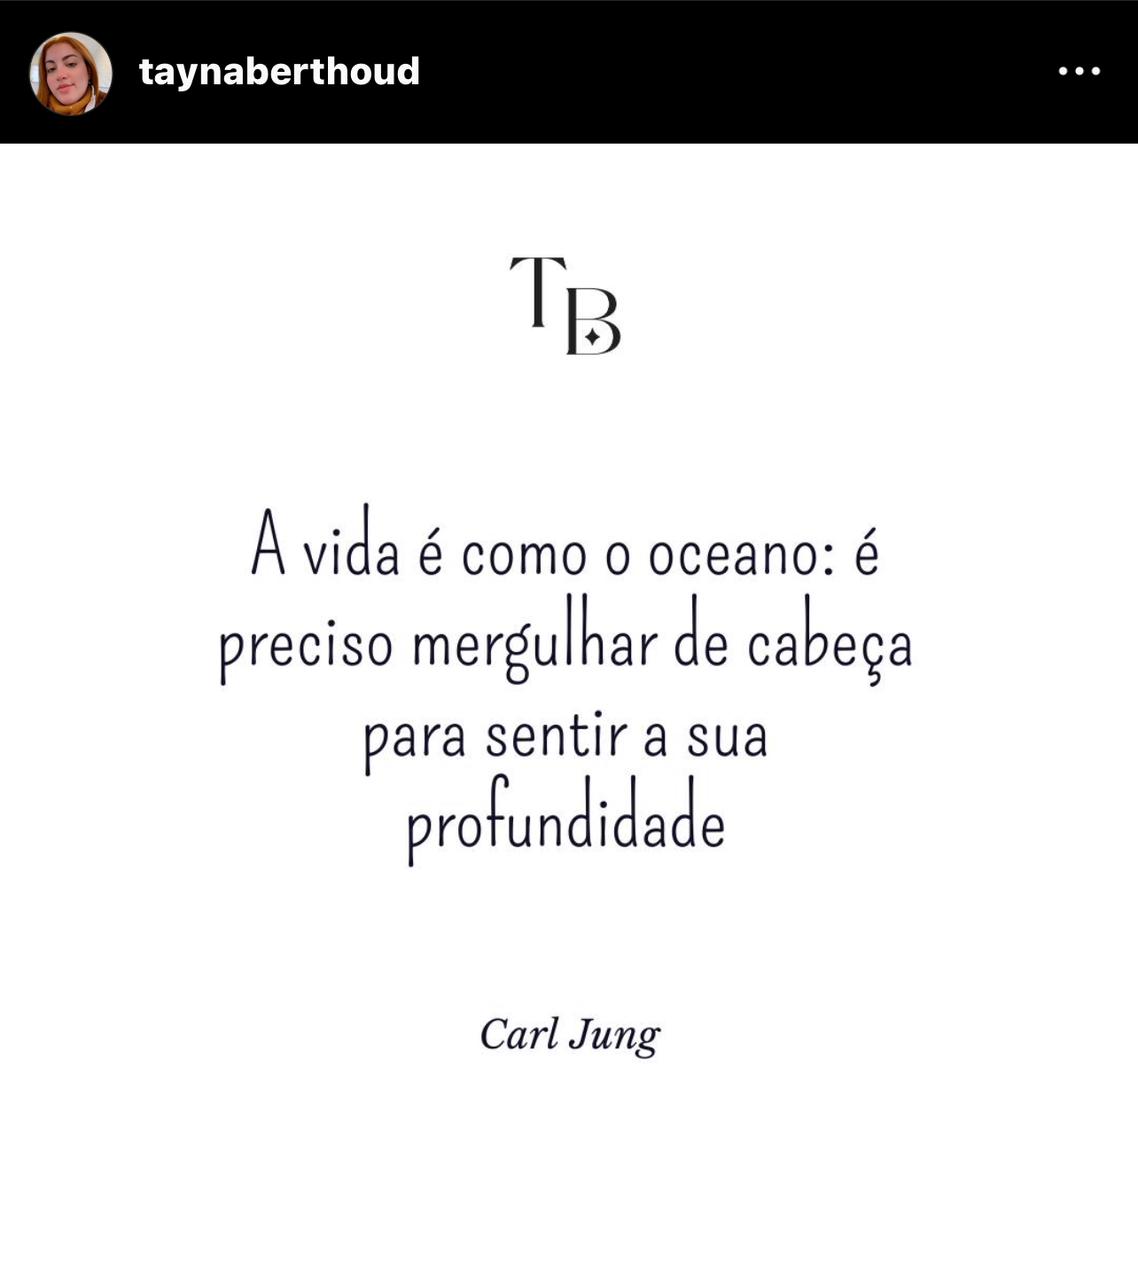 taynaberthoud
TB
A vida é como o oceano: é
preciso mergulhar de cabeça
para sentir a sua
profundidade
Carl Jung